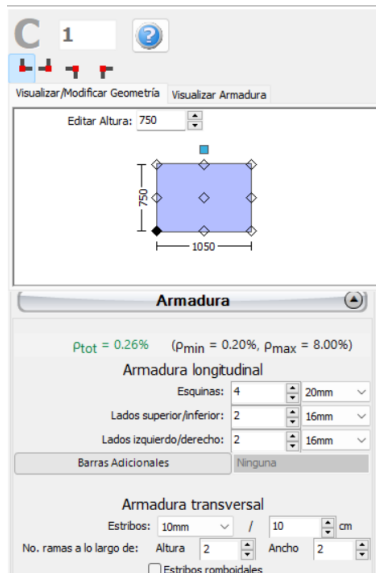 C 1
Visualizar/Modificar Geometría Visualizar Armadura
Editar Altura: 750
750
1050
Armadura
ρtot = 0.26% (ρmin = 0.20%, ρmax = 8.00%)
Armadura longitudinal
Esquinas: 4 20mm
Lados superior/inferior: 2 16mm
Lados izquierdo/derecho: 2 16mm
Barras Adicionales Ninguna
Armadura transversal
Estribos: 10mm / 10 cm
No. ramas a lo largo de: Altura 2 Ancho 2
Estribos romboidales